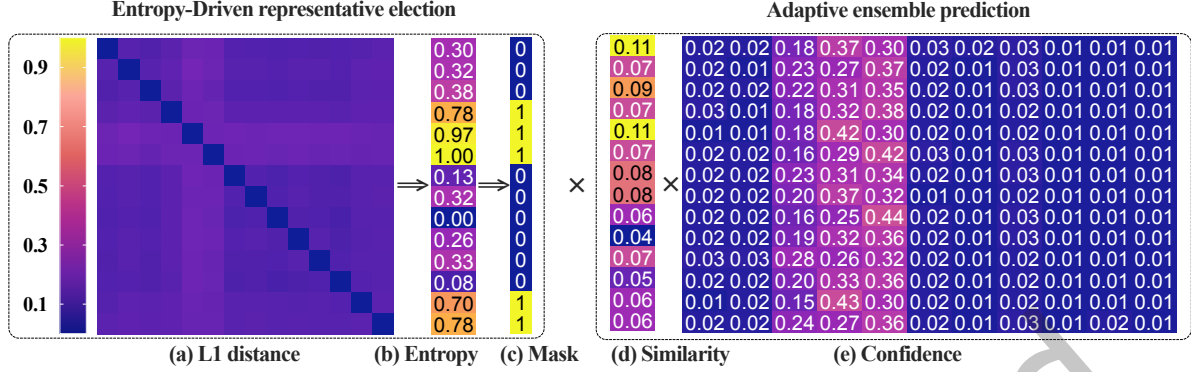 Entropy-Driven representative election
Adaptive ensemble prediction
0.9
0.7
0.5
0.3
0.1
0.30 0 0.11 0.02 0.02 0.18 0.37 0.30 0.03 0.02 0.03 0.01 0.01 0.01
0.32 0 0.07 0.02 0.01 0.23 0.27 0.37 0.02 0.01 0.03 0.01 0.01 0.01
0.38 0 0.09 0.02 0.02 0.22 0.31 0.35 0.02 0.01 0.03 0.01 0.01 0.01
0.78 1 0.07 0.03 0.01 0.18 0.32 0.38 0.02 0.01 0.02 0.01 0.01 0.01
0.97 1 0.11 0.01 0.01 0.18 0.42 0.30 0.02 0.01 0.02 0.01 0.01 0.01
1.00 1 0.07 0.02 0.02 0.16 0.29 0.42 0.03 0.01 0.03 0.01 0.01 0.01
⇒ 0.13 ⇒ 0 × 0.08 × 0.02 0.02 0.23 0.31 0.34 0.02 0.01 0.02 0.01 0.01 0.01
0.32 0 0.08 0.02 0.02 0.20 0.37 0.32 0.01 0.01 0.02 0.01 0.01 0.01
0.00 0 0.06 0.02 0.02 0.16 0.25 0.44 0.02 0.01 0.03 0.01 0.01 0.01
0.26 0 0.04 0.02 0.02 0.19 0.32 0.36 0.02 0.01 0.03 0.01 0.01 0.01
0.33 0 0.07 0.03 0.03 0.28 0.26 0.32 0.02 0.01 0.02 0.01 0.01 0.01
0.08 0 0.05 0.02 0.02 0.20 0.33 0.36 0.02 0.01 0.02 0.01 0.01 0.01
0.70 1 0.06 0.01 0.02 0.15 0.43 0.30 0.02 0.01 0.02 0.01 0.01 0.01
0.78 1 0.06 0.02 0.02 0.24 0.27 0.36 0.02 0.01 0.03 0.01 0.02 0.01
(a) L1 distance (b) Entropy (c) Mask (d) Similarity (e) Confidence